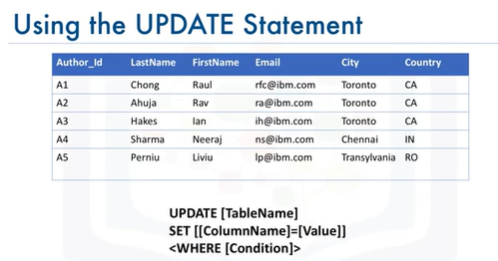 Using the UPDATE Statement
Author_Id LastName FirstName Email City Country
A1 Chong Raul rfc@ibm.com Toronto CA
A2 Ahuja Rav ra@ibm.com Toronto CA
A3 Hakes Ian ih@ibm.com Toronto CA
A4 Sharma Neeraj ns@ibm.com Chennai IN
A5 Perniu Liviu lp@ibm.com Transylvania RO
UPDATE [TableName]
SET [[ColumnName]=[Value]]
<WHERE [Condition]>